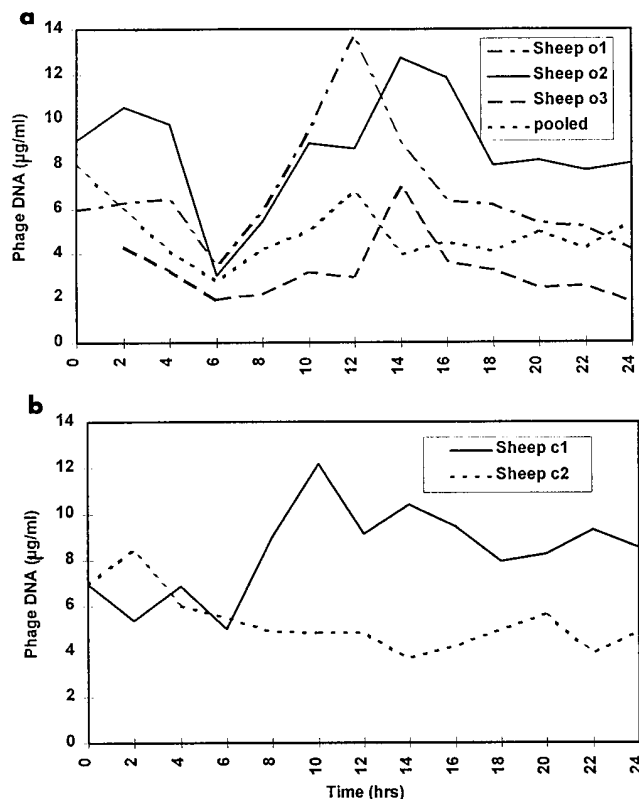 a
14
12
10
8
6
4
2
0
Phage DNA (µg/ml)
Sheep o1
Sheep o2
Sheep o3
pooled
0 2 4 6 8 10 12 14 16 18 20 22 24
b
14
12
10
8
6
4
2
0
Phage DNA (µg/ml)
Sheep c1
Sheep c2
0 2 4 6 8 10 12 14 16 18 20 22 24
Time (hrs)